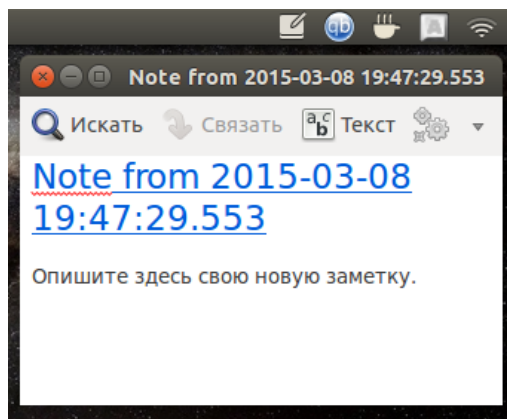 qb
A
Note from 2015-03-08 19:47:29.553
Искать Связать a b c Текст
Note from 2015-03-08
19:47:29.553
Опишите здесь свою новую заметку.